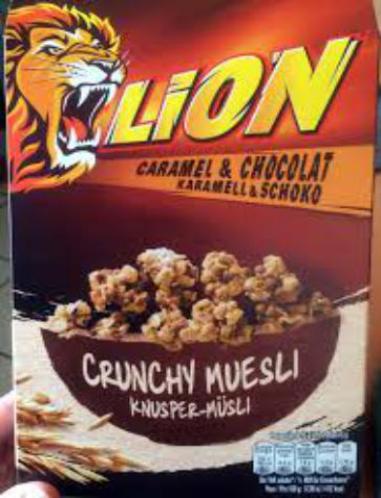 LION
CARAMEL & CHOCOLAT
KARAMELL & SCHOKO
CRUNCHY MUESLI
KNUSPER-MÜSLI